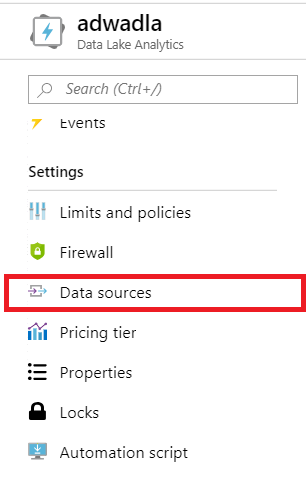 adwadla
Data Lake Analytics
Search (Ctrl+/)
Events
Settings
Limits and policies
Firewall
Data sources
Pricing tier
Properties
Locks
Automation script